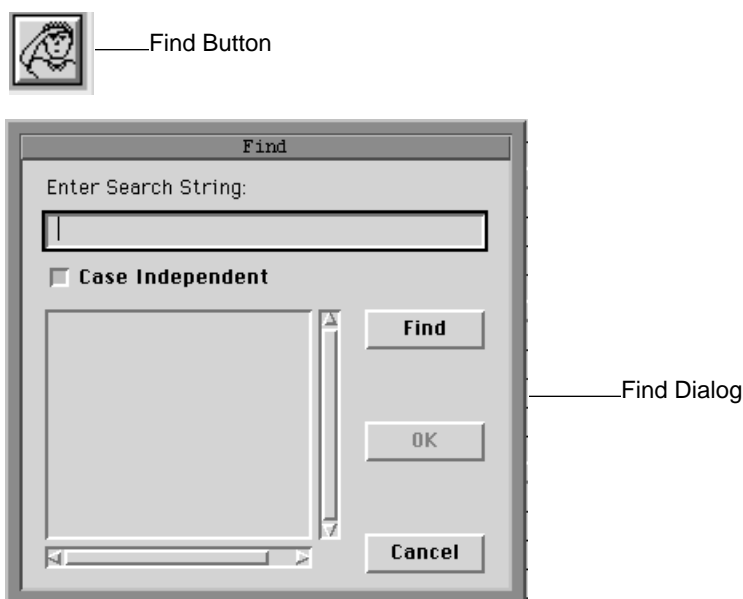 Find Button
Find
Enter Search String:
Case Independent
Find
Find Dialog
OK
Cancel